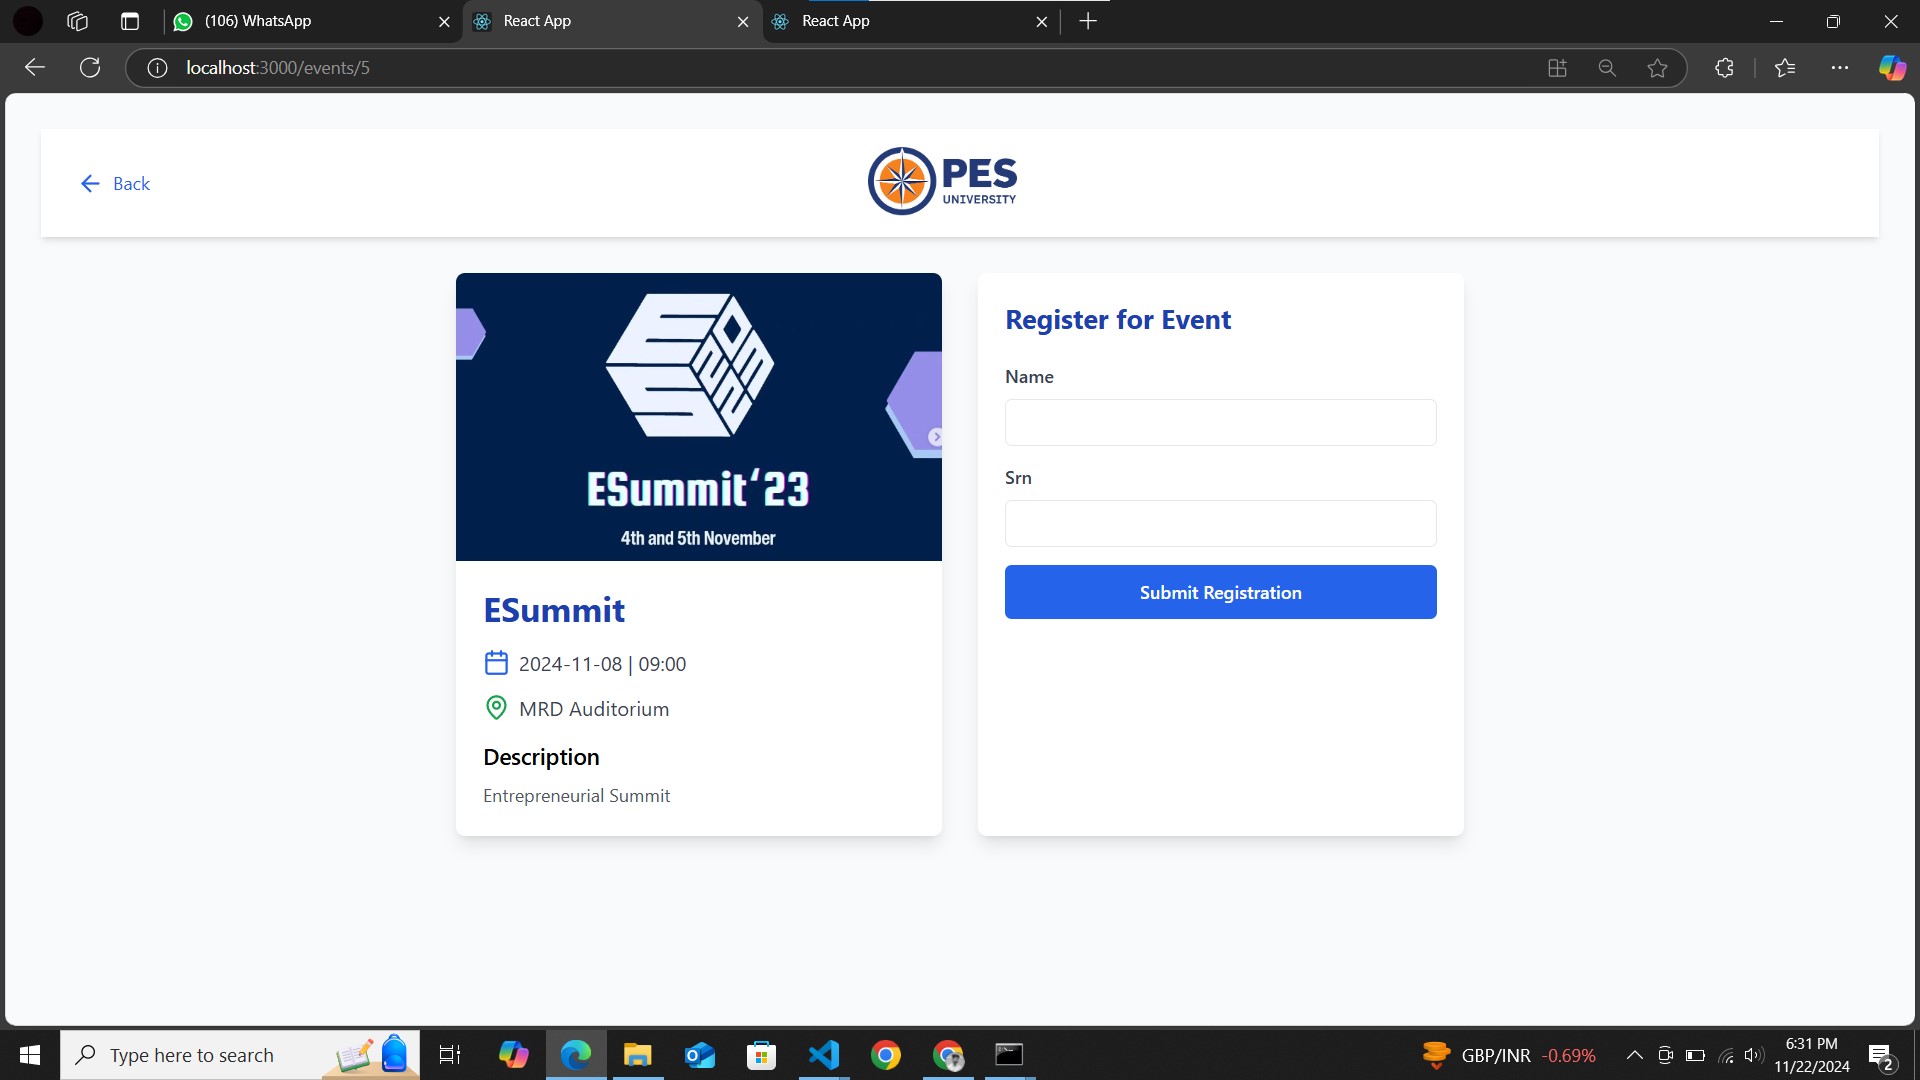 (106) WhatsApp
React App
React App
localhost:3000/events/5
Back
PES
UNIVERSITY
ESummit‘23
4th and 5th November
ESummit
2024-11-08 | 09:00
MRD Auditorium
Description
Entrepreneurial Summit
Register for Event
Name
Srn
Submit Registration
Type here to search
GBP/INR -0.69%
6:31 PM
11/22/2024
2